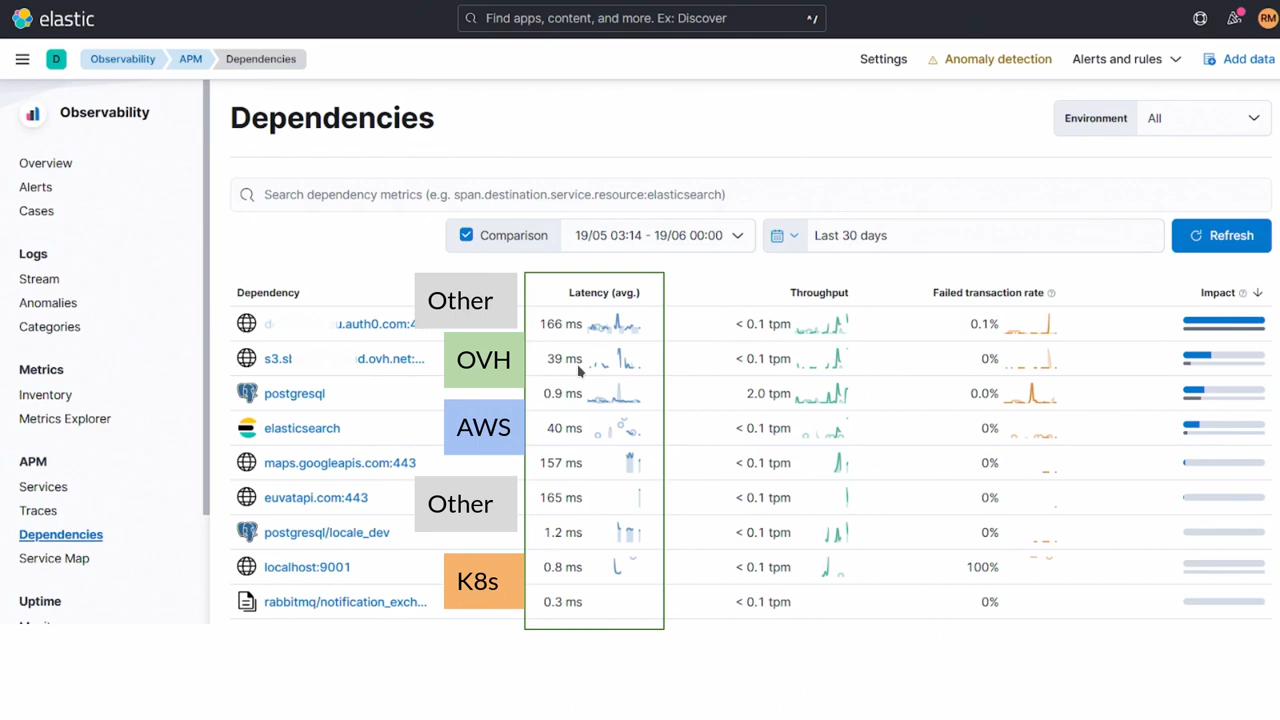 elastic
Find apps, content, and more. Ex: Discover
^/
RM
D
Observability
APM
Dependencies
Settings
Anomaly detection
Alerts and rules
Add data
Observability
Overview
Alerts
Cases
Logs
Stream
Anomalies
Categories
Metrics
Inventory
Metrics Explorer
APM
Services
Traces
Dependencies
Service Map
Uptime
Dependencies
Environment All
Search dependency metrics (e.g. span.destination.service.resource:elasticsearch)
Comparison 19/05 03:14 - 19/06 00:00 Last 30 days Refresh
Dependency Latency (avg.) Throughput Failed transaction rate Impact
Other
u.auth0.com:4 166 ms < 0.1 tpm 0.1%
OVH
d.ovh.net:... 39 ms < 0.1 tpm 0%
postgresql 0.9 ms 2.0 tpm 0.0%
AWS
elasticsearch 40 ms < 0.1 tpm 0%
maps.googleapis.com:443 157 ms < 0.1 tpm 0%
Other
euvatapi.com:443 165 ms < 0.1 tpm 0%
postgresql/locale_dev 1.2 ms < 0.1 tpm 0%
K8s
localhost:9001 0.8 ms < 0.1 tpm 100%
rabbitmq/notification_exch... 0.3 ms < 0.1 tpm 0%